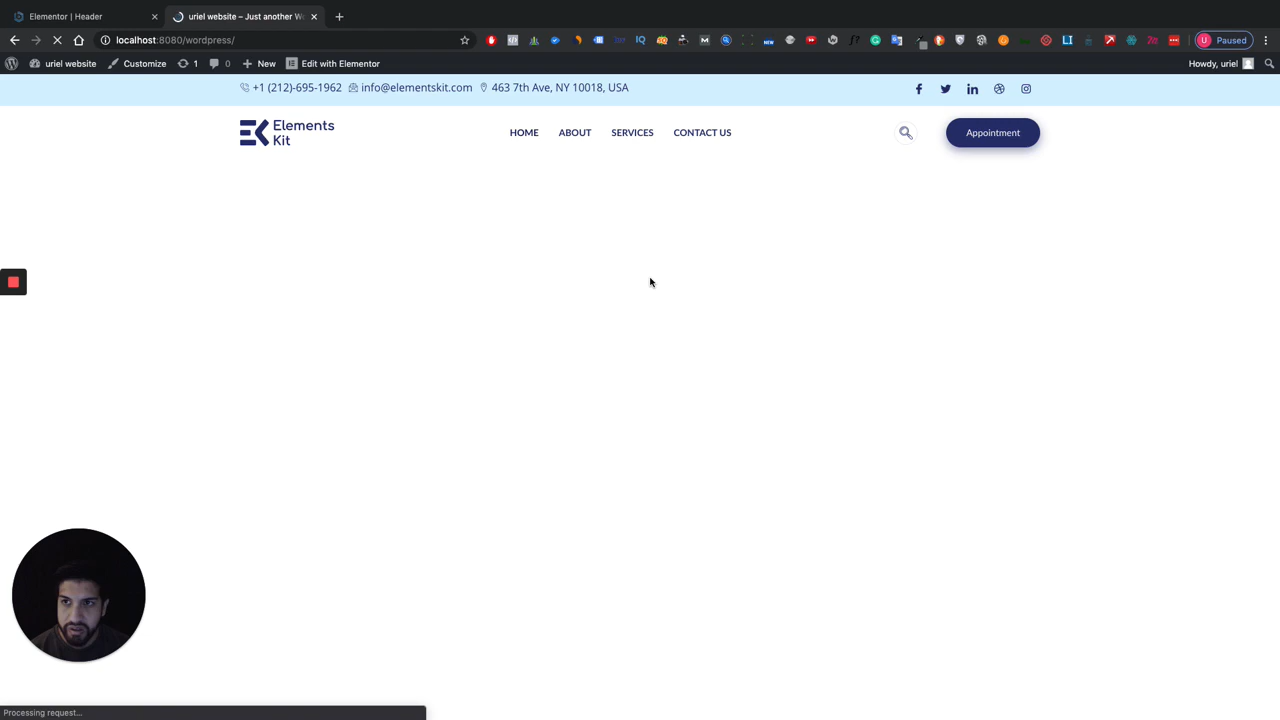 Elementor | Header
uriel website – Just another W
localhost:8080/wordpress/
Paused
uriel website
Customize
1
0
New
Edit with Elementor
Howdy, uriel
+1 (212)-695-1962
info@elementskit.com
463 7th Ave, NY 10018, USA
Elements
Kit
HOME
ABOUT
SERVICES
CONTACT US
Appointment
Processing request...